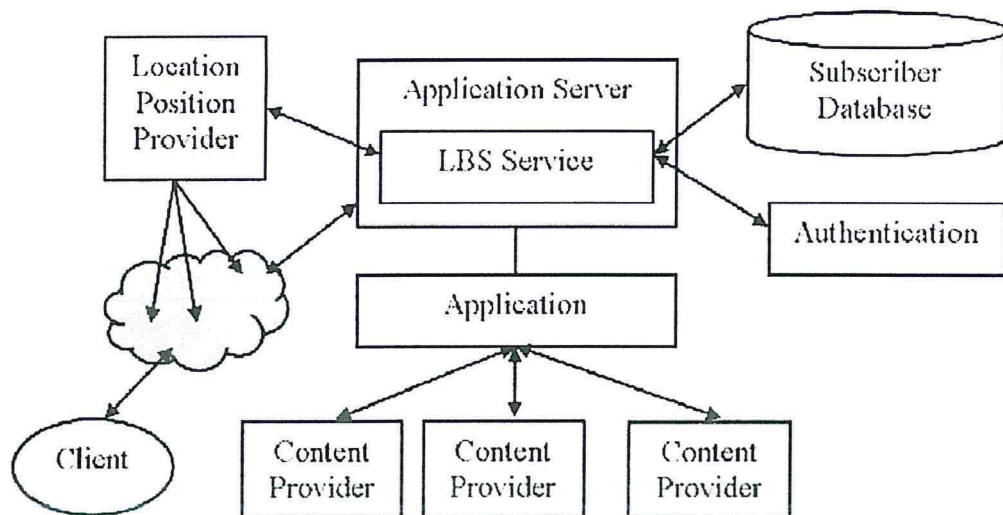 Location
Position
Provider
Application Server
LBS Service
Subscriber
Database
Authentication
Application
Client
Content
Provider
Content
Provider
Content
Provider